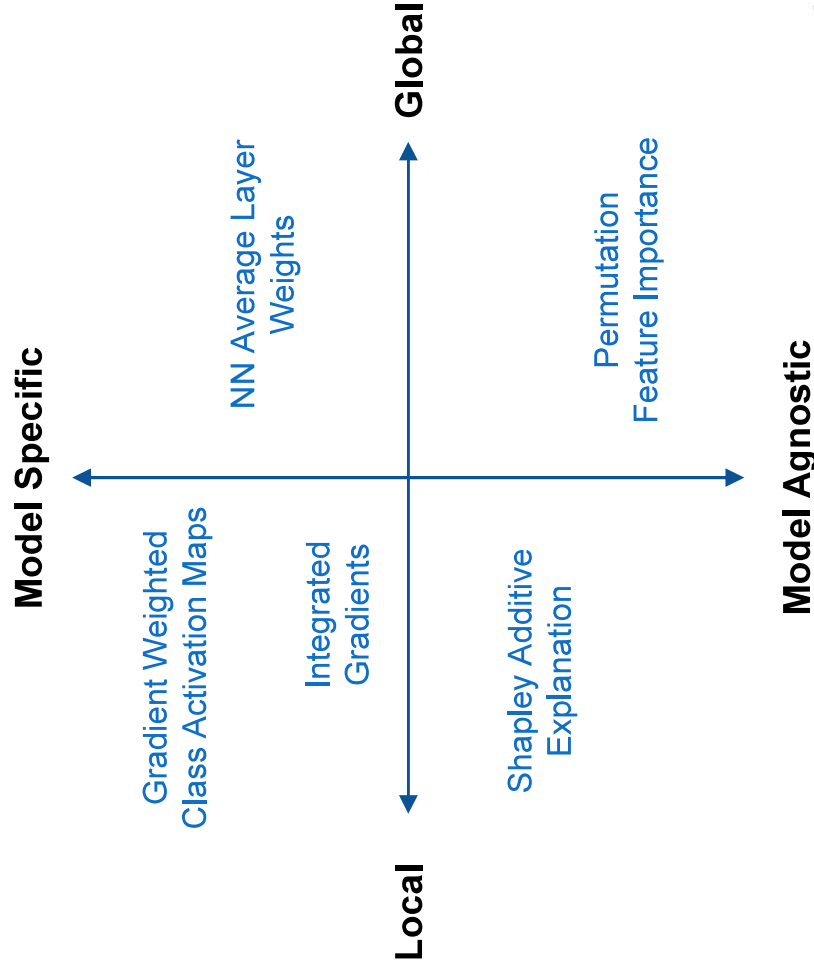 Model Specific
Gradient Weighted
Class Activation Maps
NN Average Layer
Weights
Integrated
Gradients
Local
Global
Shapley Additive
Explanation
Permutation
Feature Importance
Model Agnostic